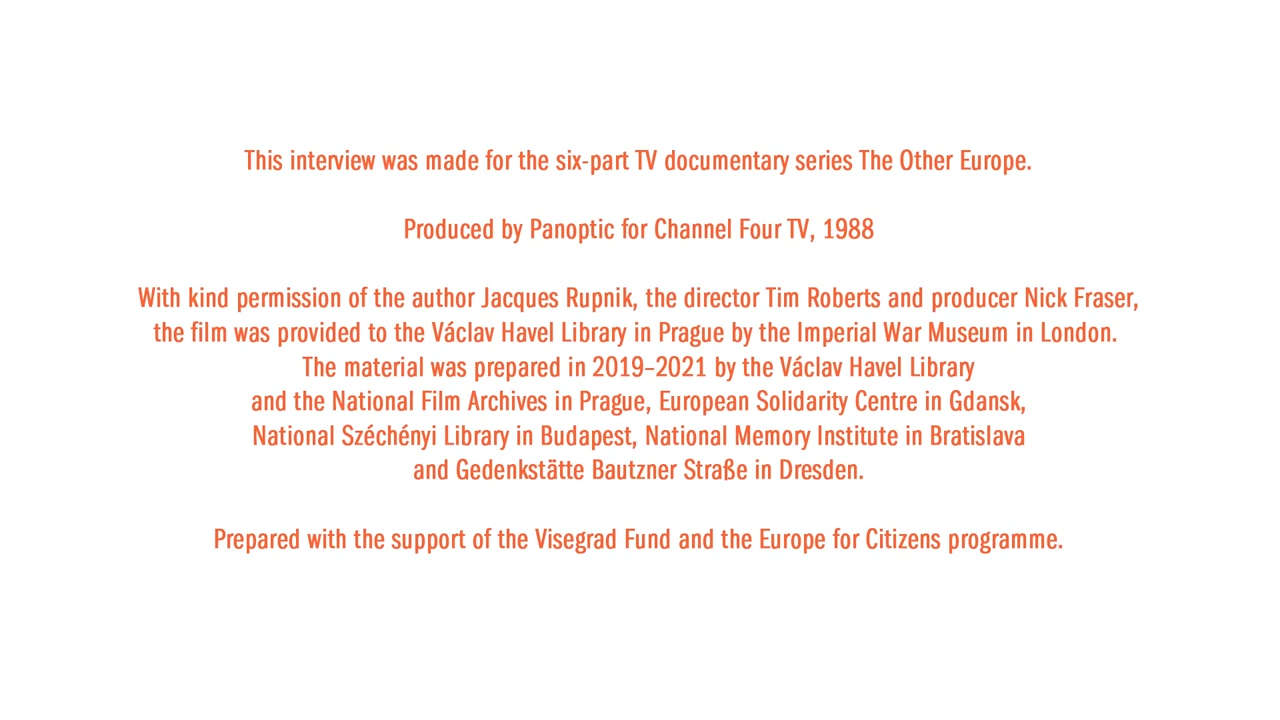 This interview was made for the six-part TV documentary series The Other Europe.
Produced by Panoptic for Channel Four TV, 1988
With kind permission of the author Jacques Rupnik, the director Tim Roberts and producer Nick Fraser,
the film was provided to the Václav Havel Library in Prague by the Imperial War Museum in London.
The material was prepared in 2019–2021 by the Václav Havel Library
and the National Film Archives in Prague, European Solidarity Centre in Gdansk,
National Széchényi Library in Budapest, National Memory Institute in Bratislava
and Gedenkstätte Bautzner Straße in Dresden.
Prepared with the support of the Visegrad Fund and the Europe for Citizens programme.